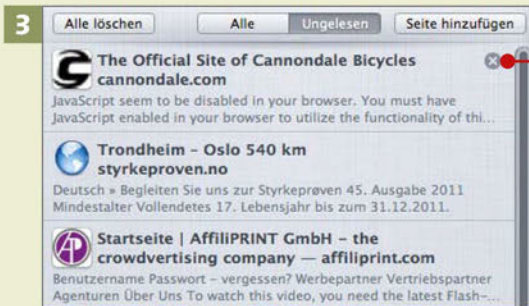 3
Alle löschen Alle Ungelesen Seite hinzufügen
The Official Site of Cannondale Bicycles
cannondale.com
JavaScript seem to be disabled in your browser. You must have
JavaScript enabled in your browser to utilize the functionality of thi...
Trondheim – Oslo 540 km
styrkeproven.no
Deutsch » Begleiten Sie uns zur Styrkeprøven 45. Ausgabe 2011
Mindestalter Vollendetes 17. Lebensjahr bis zum 31.12.2011.
Startseite | AffiliPRINT GmbH – the
crowdvertising company — affiliprint.com
Benutzername Passwort – vergessen? Werbepartner Vertriebspartner
Agenturen Über Uns To watch this video, you need the latest Flash-...